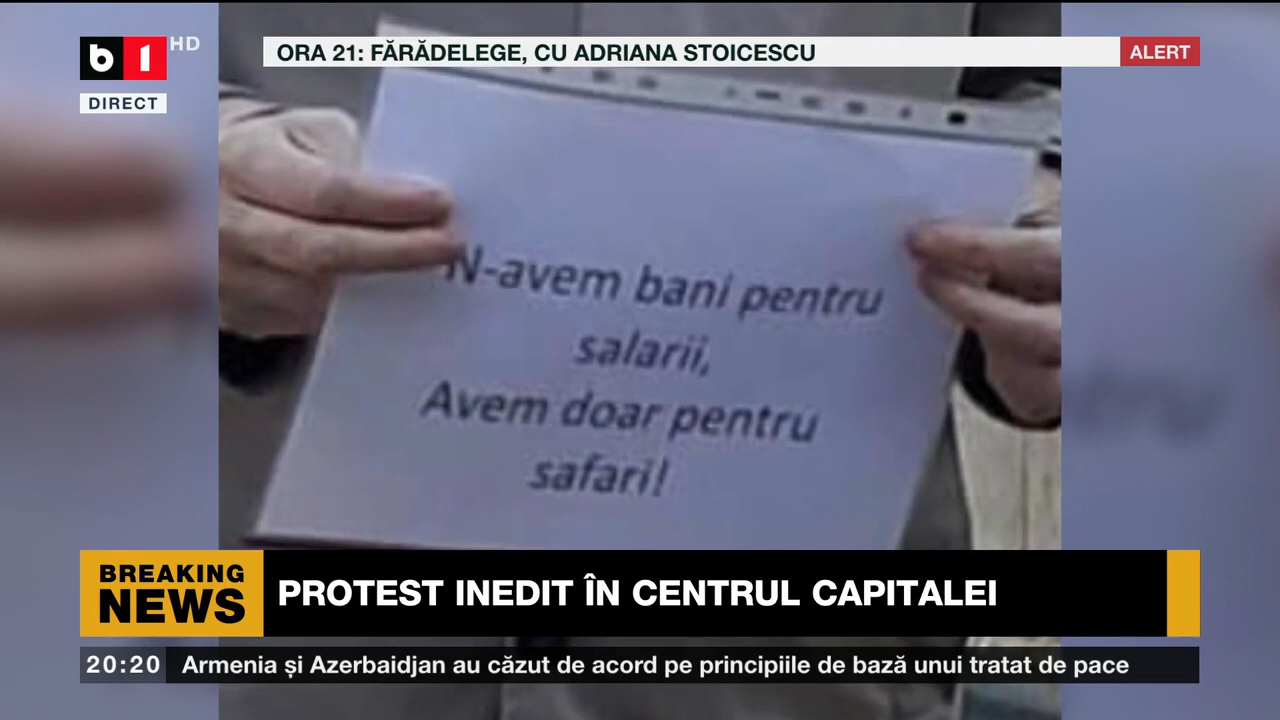 b1 HD
DIRECT
ORA 21: FĂRĂDELEGE, CU ADRIANA STOICESCU
ALERT
N-avem bani pentru
salarii,
Avem doar pentru
safari!
BREAKING
NEWS
PROTEST INEDIT ÎN CENTRUL CAPITALEI
20:20 Armenia și Azerbaidjan au căzut de acord pe principiile de bază unui tratat de pace